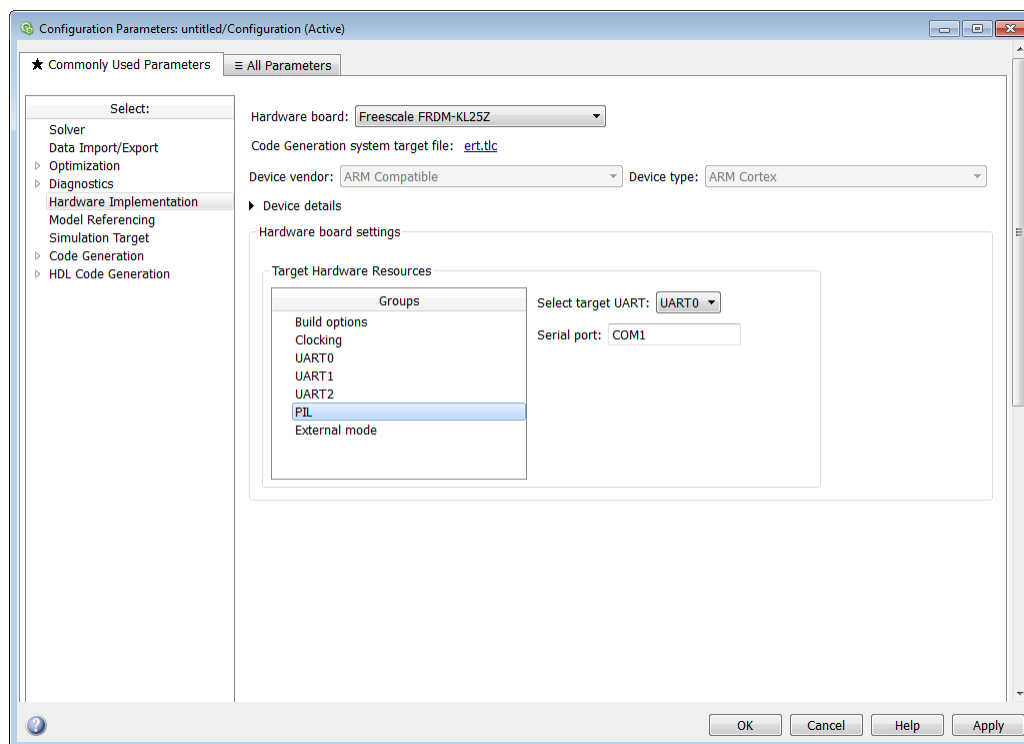 Configuration Parameters: untitled/Configuration (Active)
★ Commonly Used Parameters
≡ All Parameters
Select:
Solver
Data Import/Export
Optimization
Diagnostics
Hardware Implementation
Model Referencing
Simulation Target
Code Generation
HDL Code Generation
Hardware board: Freescale FRDM-KL25Z
Code Generation system target file: ert.tlc
Device vendor: ARM Compatible Device type: ARM Cortex
Device details
Hardware board settings
Target Hardware Resources
Groups
Build options
Clocking
UART0
UART1
UART2
PIL
External mode
Select target UART: UART0
Serial port: COM1
OK Cancel Help Apply